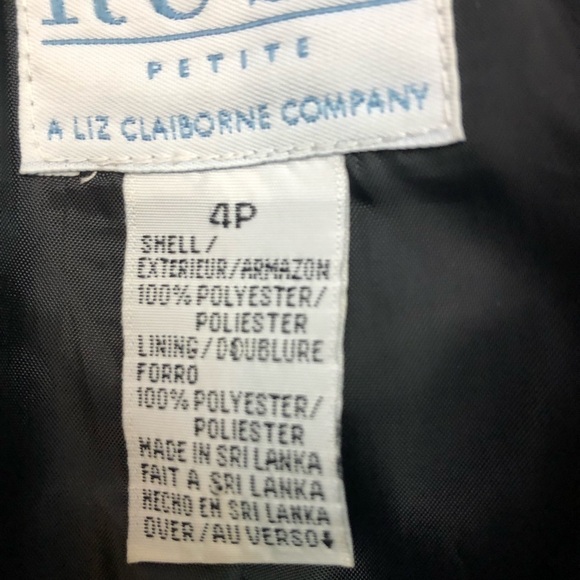 PETITE
A LIZ CLAIBORNE COMPANY
4P
SHELL/
EXTERIEUR/ARMAZON
100% POLYESTER/
POLIESTER
LINING/DOUBLURE
FORRO
100% POLYESTER/
POLIESTER
MADE IN SRI LANKA
FAIT A SRI LANKA
HECHO EN SRI LANKA
OVER/AU VERSO↓